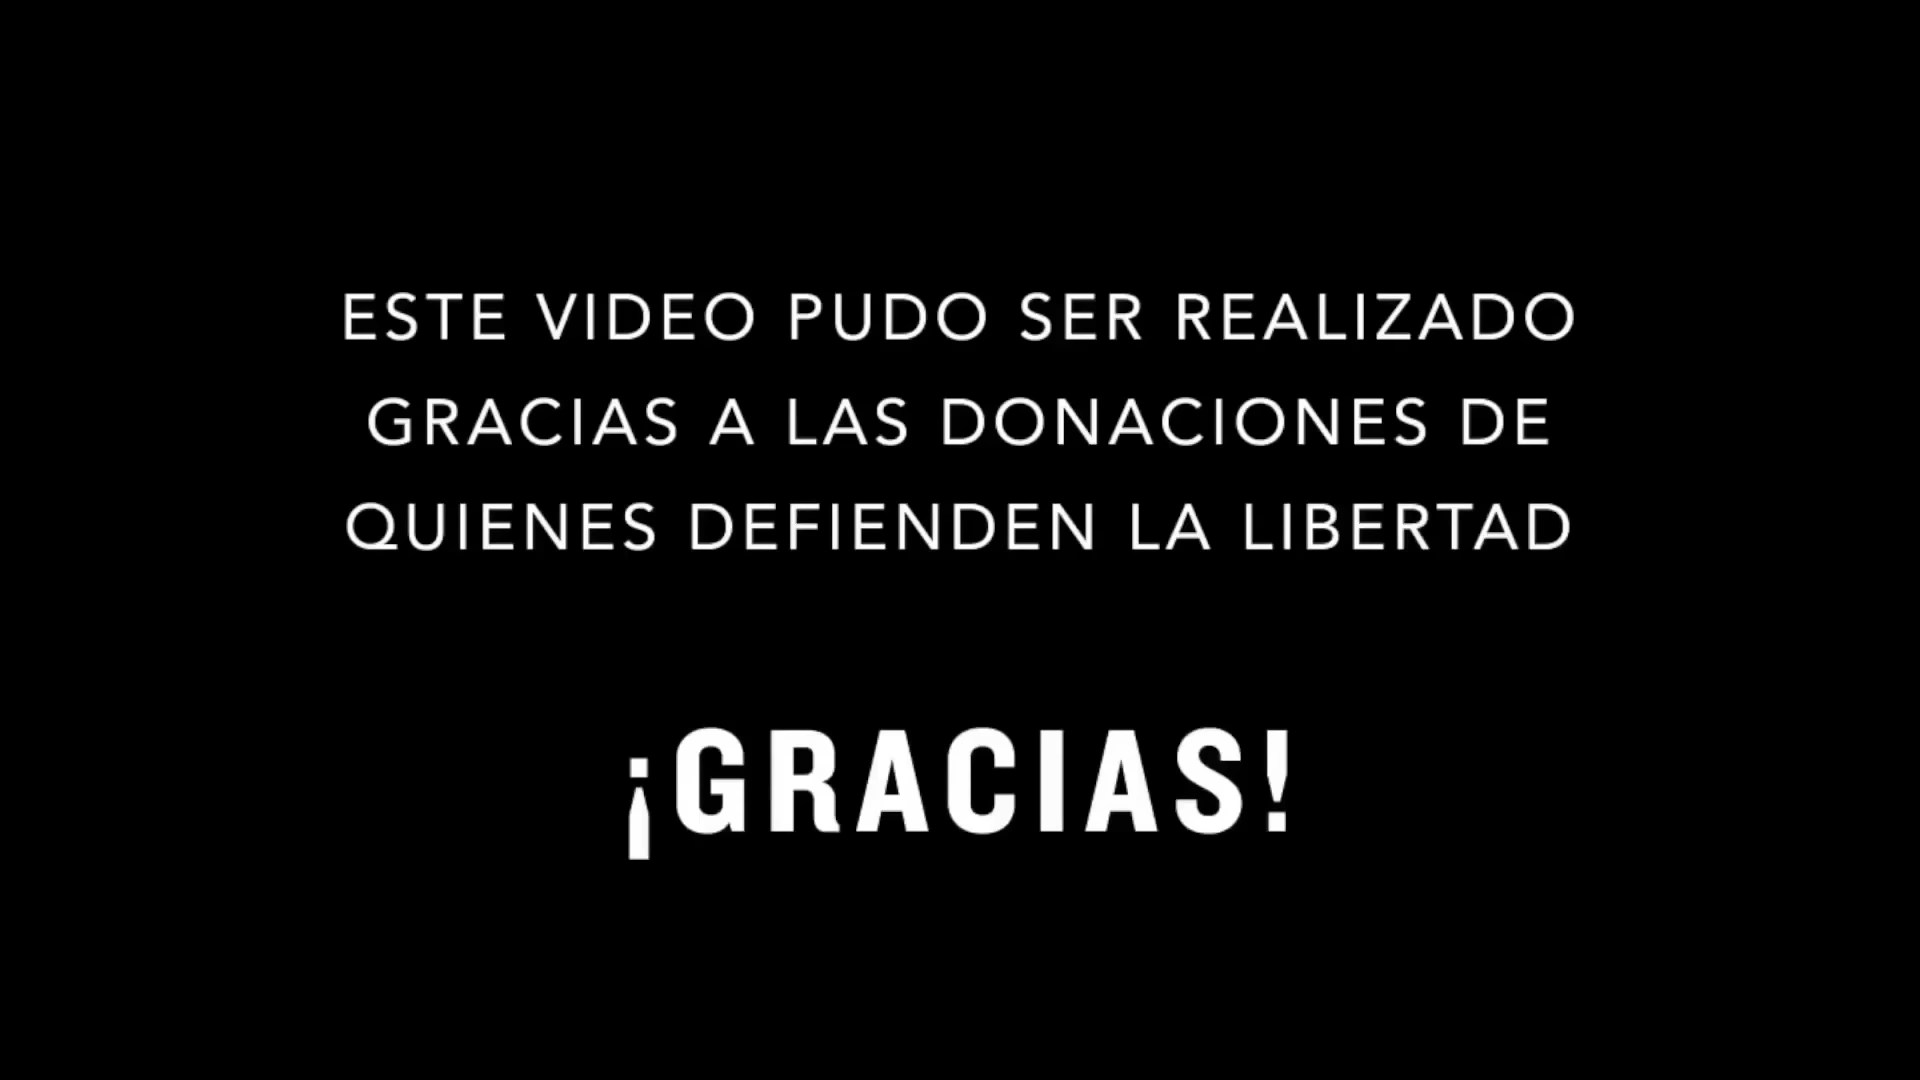 ESTE VIDEO PUDO SER REALIZADO
GRACIAS A LAS DONACIONES DE
QUIENES DEFIENDEN LA LIBERTAD
¡GRACIAS!